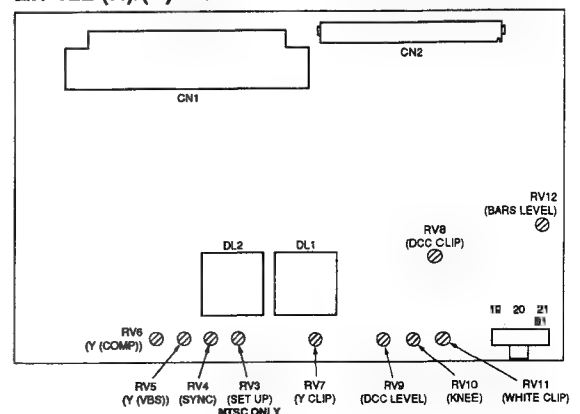 CN2
CN1
RV12
(BARS LEVEL)
RV8
(DCC CLIP)
DL2
DL1
19 20 21
RV6
(Y (COMP))
RV5
(Y (VBS))
RV4
(SYNC)
RV3
(SET UP)
NTSC ONLY
RV7
(Y CLIP)
RV9
(DCC LEVEL)
RV10
(KNEE)
RV11
(WHITE CLIP)